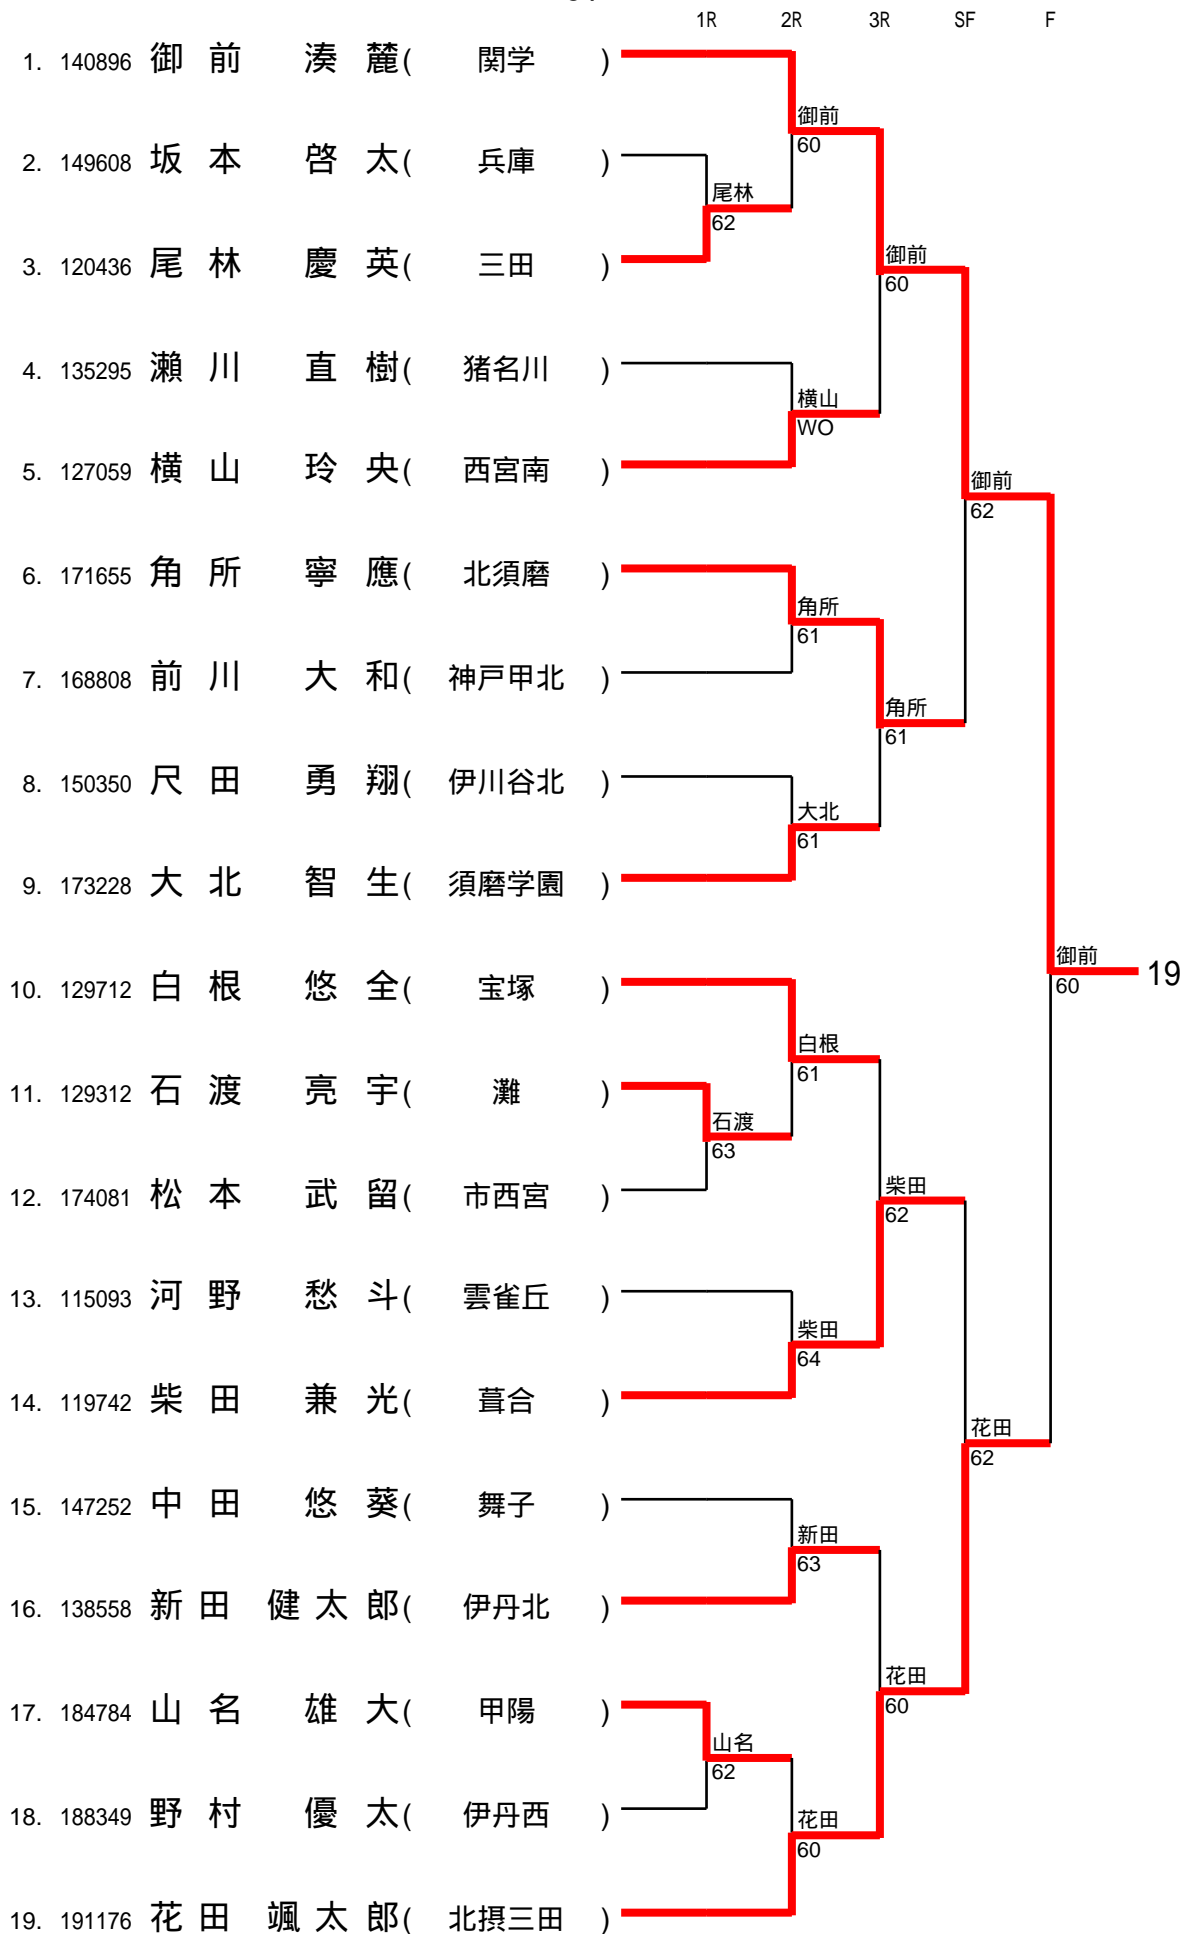 1R 2R 3R SF F
1. 140896 御前 湊麓( 関学 )
御前
60
2. 149608 坂本 啓太( 兵庫 )
尾林
62
3. 120436 尾林 慶英( 三田 )
御前
60
4. 135295 瀬川 直樹( 猪名川 )
横山
WO
5. 127059 横山 玲央( 西宮南 )
御前
62
6. 171655 角所 寧應( 北須磨 )
角所
61
7. 168808 前川 大和( 神戸甲北 )
角所
61
8. 150350 尺田 勇翔( 伊川谷北 )
大北
61
9. 173228 大北 智生( 須磨学園 )
御前 19
60
10. 129712 白根 悠全( 宝塚 )
白根
61
11. 129312 石渡 亮宇( 灘 )
石渡
63
12. 174081 松本 武留( 市西宮 )
柴田
62
13. 115093 河野 愁斗( 雲雀丘 )
柴田
64
14. 119742 柴田 兼光( 葺合 )
花田
62
15. 147252 中田 悠葵( 舞子 )
新田
63
16. 138558 新田 健太郎( 伊丹北 )
花田
60
17. 184784 山名 雄大( 甲陽 )
山名
62
18. 188349 野村 優太( 伊丹西 )
花田
60
19. 191176 花田 颯太郎( 北摂三田 )